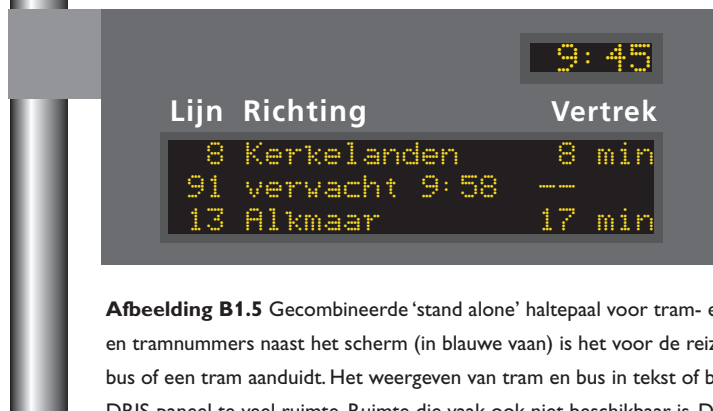 9:45
Lijn Richting Vertrek
8 Kerkelanden 8 min
91 verwacht 9:58 --
13 Alkmaar 17 min
Afbeelding B1.5 Gecombineerde ‘stand alone’ haltepaal voor tram- e
en tramnummers naast het scherm (in blauwe vaan) is het voor de reiz
bus of een tram aanduidt. Het weergeven van tram en bus in tekst of b
DRIS paneel te veel ruimte. Ruimte die vaak ook niet beschikbaar is. D